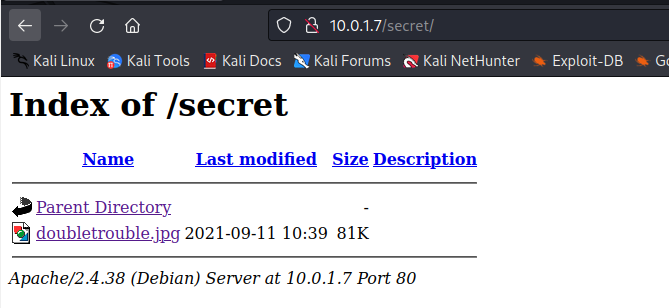 10.0.1.7/secret/
Kali Linux Kali Tools Kali Docs Kali Forums Kali NetHunter Exploit-DB
Index of /secret
Name Last modified Size Description
Parent Directory -
doubletrouble.jpg 2021-09-11 10:39 81K
Apache/2.4.38 (Debian) Server at 10.0.1.7 Port 80